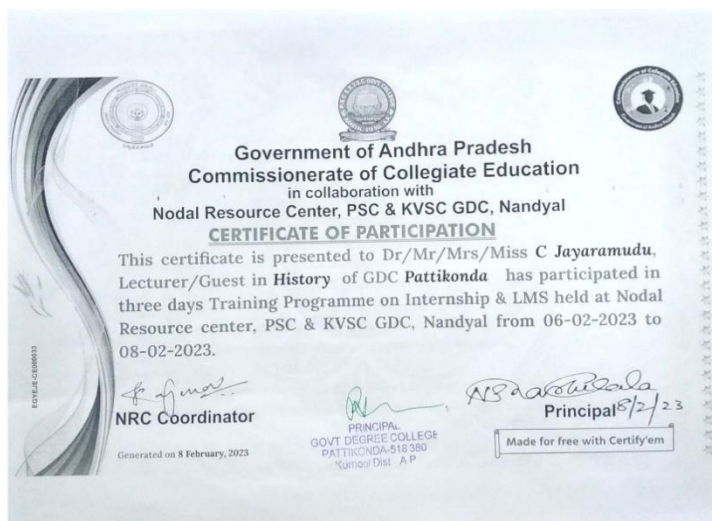 Government of Andhra Pradesh
Commissionerate of Collegiate Education
in collaboration with
Nodal Resource Center, PSC & KVSC GDC, Nandyal
CERTIFICATE OF PARTICIPATION
This certificate is presented to Dr/Mr/Mrs/Miss C Jayaramudu,
Lecturer/Guest in History of GDC Pattikonda has participated in
three days Training Programme on Internship & LMS held at Nodal
Resource center, PSC & KVSC GDC, Nandyal from 06-02-2023 to
08-02-2023.
NRC Coordinator
Generated on 8 February, 2023
PRINCIPAL
GOVT DEGREE COLLEGE
PATTIKONDA-518 380
Kurnool Dist A P
Principal 8/2/23
Made for free with Certify'em